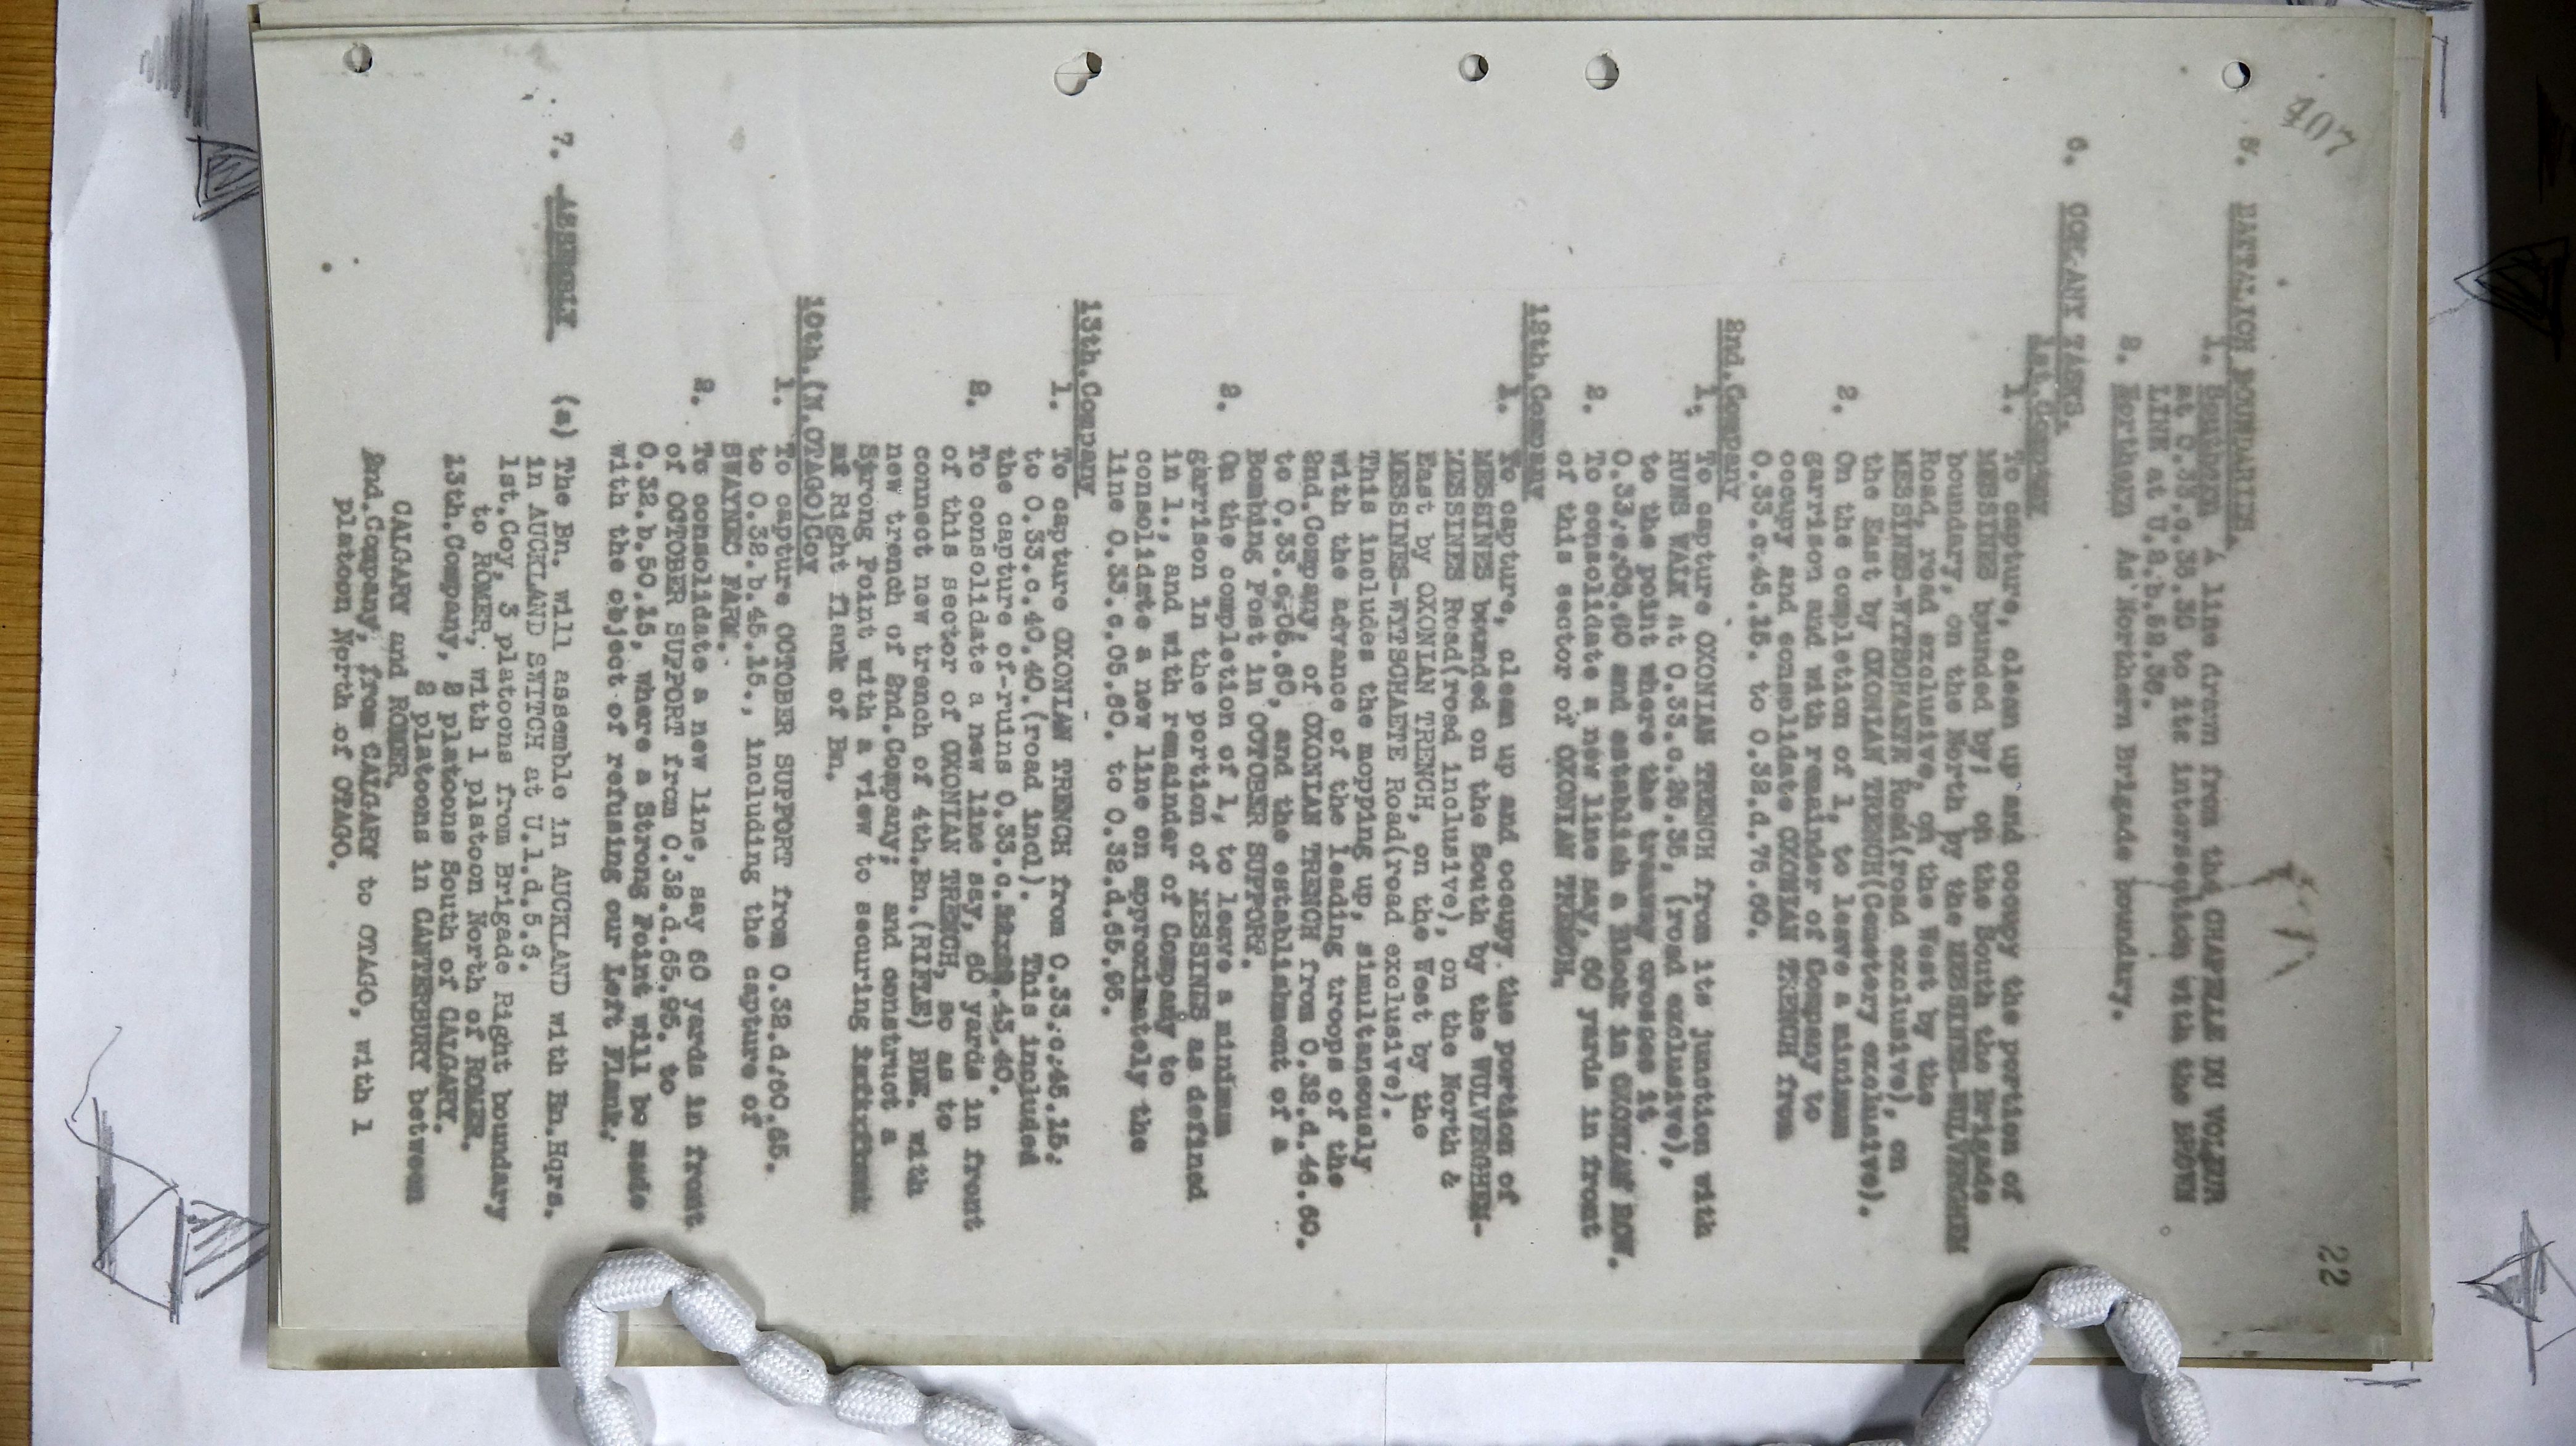 407
22
5. BATTALION BOUNDARIES.
1. Southern A line drawn from the CHAPELLE DU VOLEUR
at O.33.c.35.30 to its intersection with the BROWN
LINE at U.2.b.52.36.
2. Northern As Northern Brigade boundary.
6. COMPANY TASKS.
1st.Company
1. To capture, clean up and occupy the portion of
MESSINES bounded by; on the South the Brigade
boundary, on the North by the MESSINES-WULVERGHEM
Road, road exclusive, on the West by the
MESSINES-WYTSCHAETE Road(road exclusive), on
the East by OXONIAN TRENCH(Cemetery exclusive).
2. On the completion of 1, to leave a minimum
garrison and with remainder of Company to
occupy and consolidate OXONIAN TRENCH from
O.33.c.45.15. to O.32.d.75.60.
2nd.Company
1. To capture OXONIAN TRENCH from its junction with
HUNS WALK at O.33.c.25.35, (road exclusive),
to the point where the tramway crosses it
O.33.c.05.60 and establish a Block in OXONIAN ROW.
2. To consolidate a new line say, 60 yards in front
of this sector of OXONIAN TRENCH.
12th.Company
1. To capture, clean up and occupy the portion of
MESSINES bounded on the South by the WULVERGHEM-
MESSINES Road(road inclusive), on the North &
East by OXONIAN TRENCH, on the West by the
MESSINES-WYTSCHAETE Road(road exclusive).
This includes the mopping up, simultaneously
with the advance of the leading troops of the
2nd.Company, of OXONIAN TRENCH from O.32.d.45.60.
to O.33.c.05.60, and the establishment of a
Bombing Post in OCTOBER SUPPORT.
2. On the completion of 1, to leave a minimum
garrison in the portion of MESSINES as defined
in 1., and with remainder of Company to
consolidate a new line on approximately the
line O.33.c.05.60. to O.32.d.65.95.
13th.Company
1. To capture OXONIAN TRENCH from O.33.c.45.15.
to O.33.c.40.40.(road incl). This included
the capture of-ruins O.33.c. 43.40.
2. To consolidate a new line say, 60 yards in front
of this sector of OXONIAN TRENCH, so as to
connect new trench of 4th.Bn.(RIFLE) BDE. with
new trench of 2nd.Company; and construct a
Strong Point with a view to securing
of Right flank of Bn.
10th.(N.OTAGO)Coy
1. To capture OCTOBER SUPPORT from O.32.d.60.65.
to O.32.b.45.15., including the capture of
SWAYNES FARM.
2. To consolidate a new line, say 60 yards in front
of OCTOBER SUPPORT from O.32.d.65.95. to
O.32.b.50.15, where a Strong Point will be made
with the object of refusing our Left Flank.
7. ASSEMBLY (a) The Bn. will assemble in AUCKLAND with Bn.Hqrs.
in AUCKLAND SWITCH at U.1.d.5.6.
1st.Coy, 3 platoons from Brigade Right boundary
to ROMER, with 1 platoon North of ROMER.
13th.Company, 2 platoons South of CALGARY.
2 platoons in CANTERBURY between
CALGARY and ROMER.
2nd.Company, from CALGARY to OTAGO, with 1
platoon North of OTAGO.